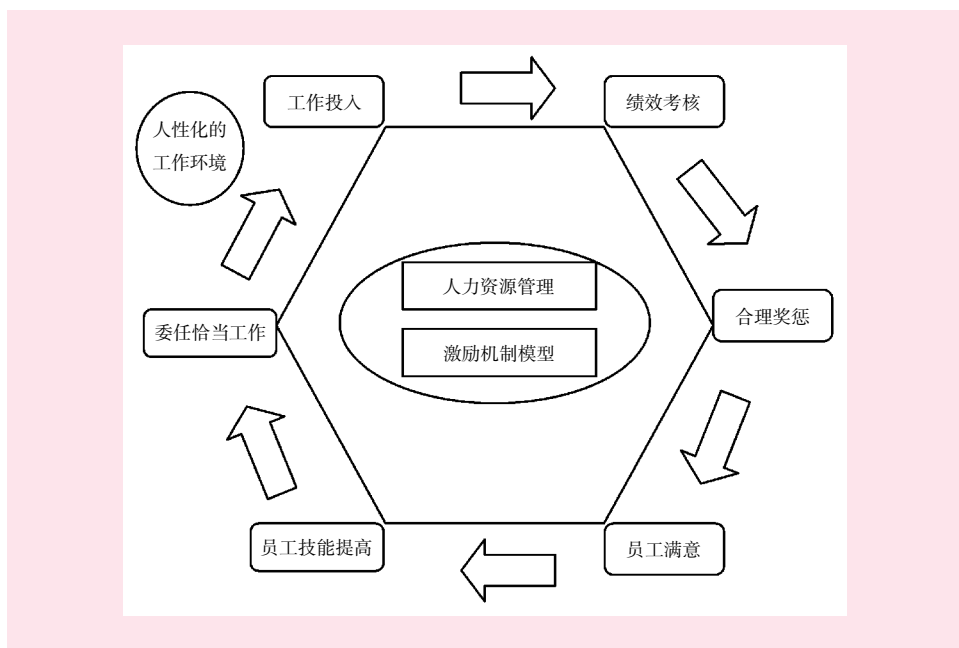 工作投入
绩效考核
人性化的
工作环境
人力资源管理
合理奖惩
委任恰当工作
激励机制模型
员工技能提高
员工满意